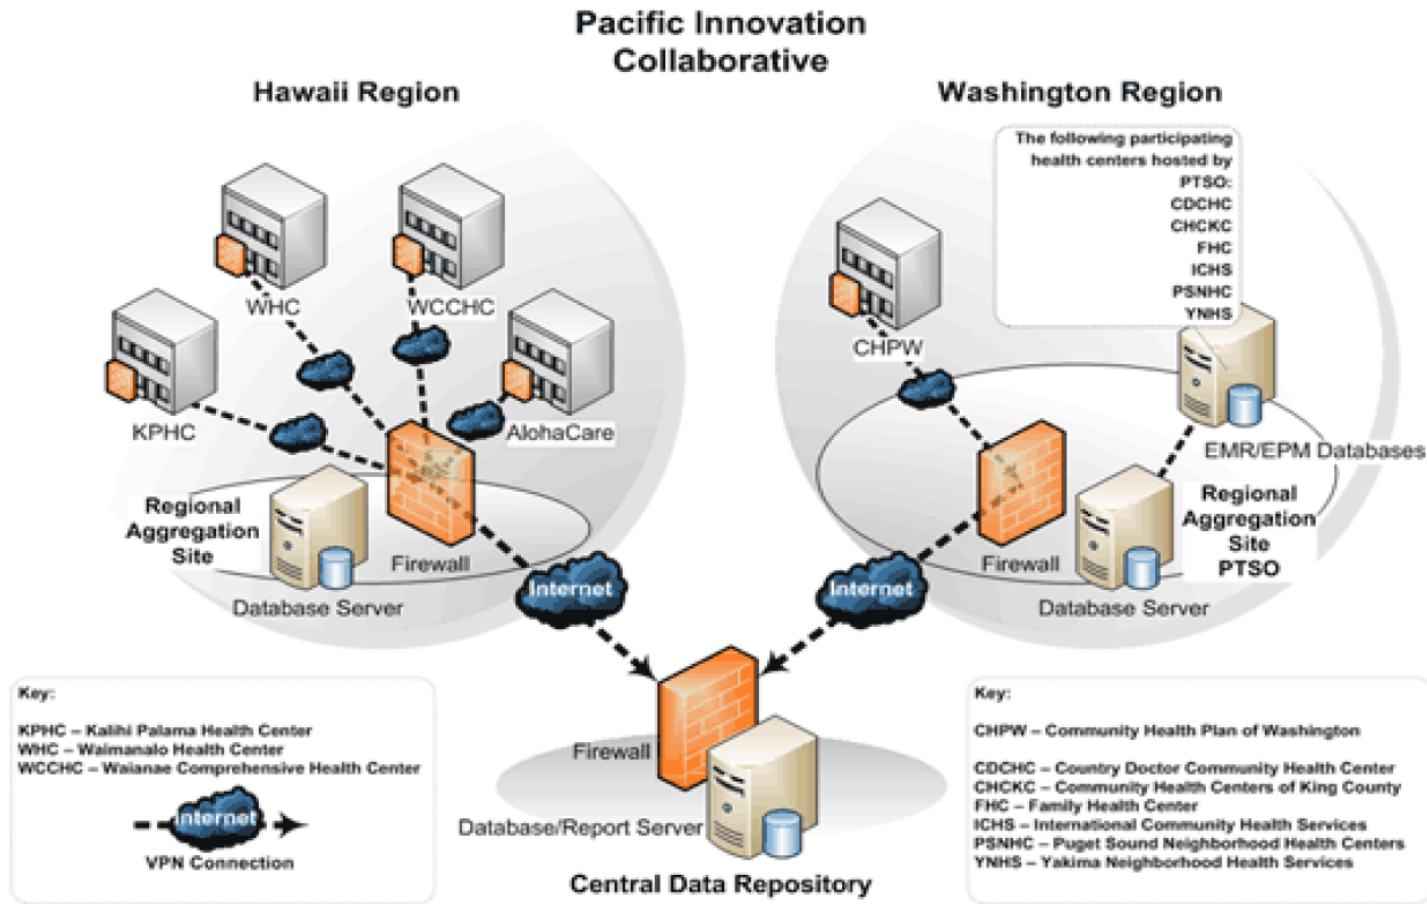 Pacific Innovation
Collaborative
Hawaii Region
Washington Region
The following participating
health centers hosted by
PTSO:
CDCHC
CHCKC
FHC
ICHS
PSNHC
YNHS
WHC
WCCHC
KPHC
AlohaCare
CHPW
EMR/EPM Databases
Regional
Aggregation
Site
Firewall
Database Server
Internet
Regional
Aggregation
Site
PTSO
Firewall
Database Server
Internet
Firewall
Database/Report Server
Central Data Repository
Key:
KPHC – Kalihi Palama Health Center
WHC – Waimanalo Health Center
WCCHC – Waianae Comprehensive Health Center
Internet
VPN Connection
Key:
CHPW – Community Health Plan of Washington
CDCHC – Country Doctor Community Health Center
CHCKC – Community Health Centers of King County
FHC – Family Health Center
ICHS – International Community Health Services
PSNHC – Puget Sound Neighborhood Health Centers
YNHS – Yakima Neighborhood Health Services